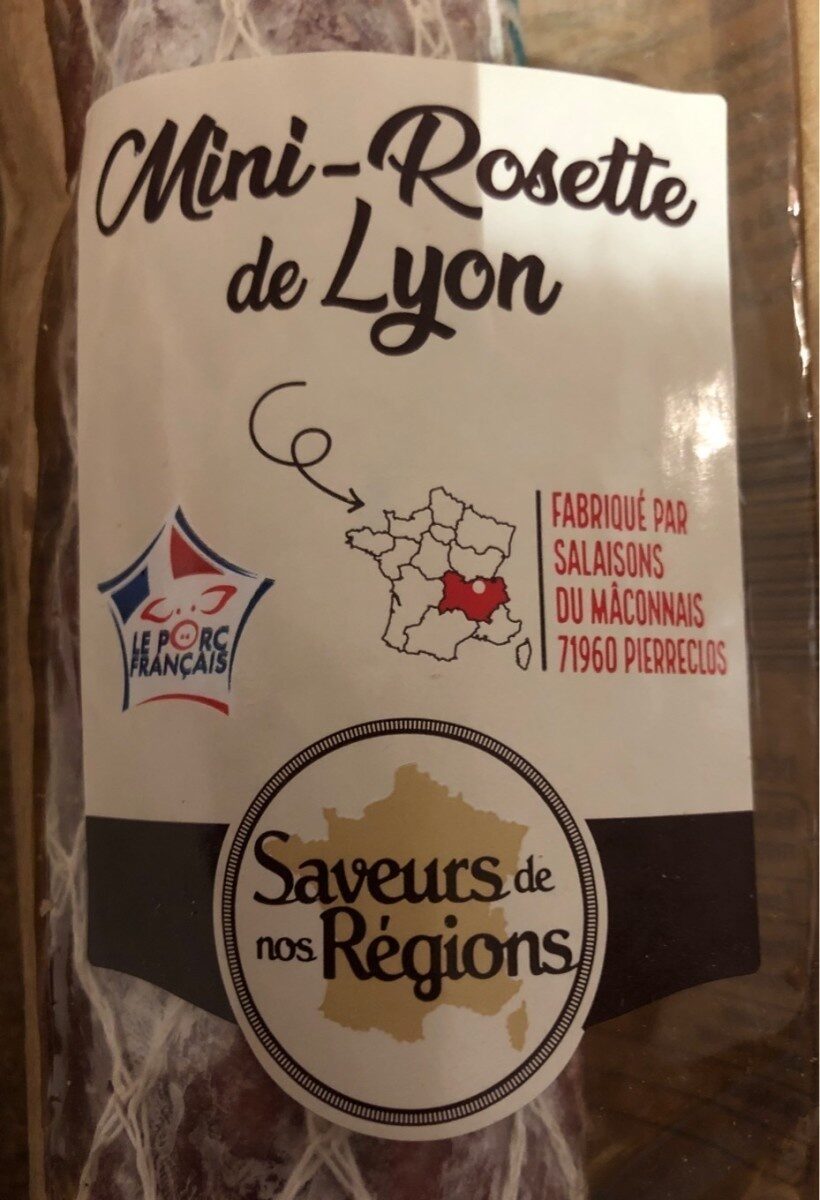 Mini-Rosette
de Lyon
FABRIQUÉ PAR
SALAISONS
DU MÂCONNAIS
71960 PIERRECLOS
LE PORC
FRANÇAIS
Saveurs de
nos Régions